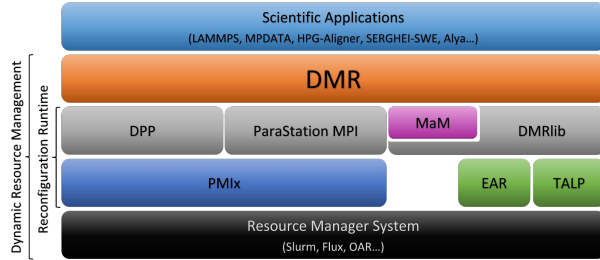 Scientific Applications
(LAMMPS, MPDATA, HPG-Aligner, SERGHEI-SWE, Alya...)
DMR
DPP
ParaStation MPI
MaM
DMRlib
PMIx
EAR
TALP
Resource Manager System
(Slurm, Flux, OAR...)
Dynamic Resource Management
Reconfiguration Runtime